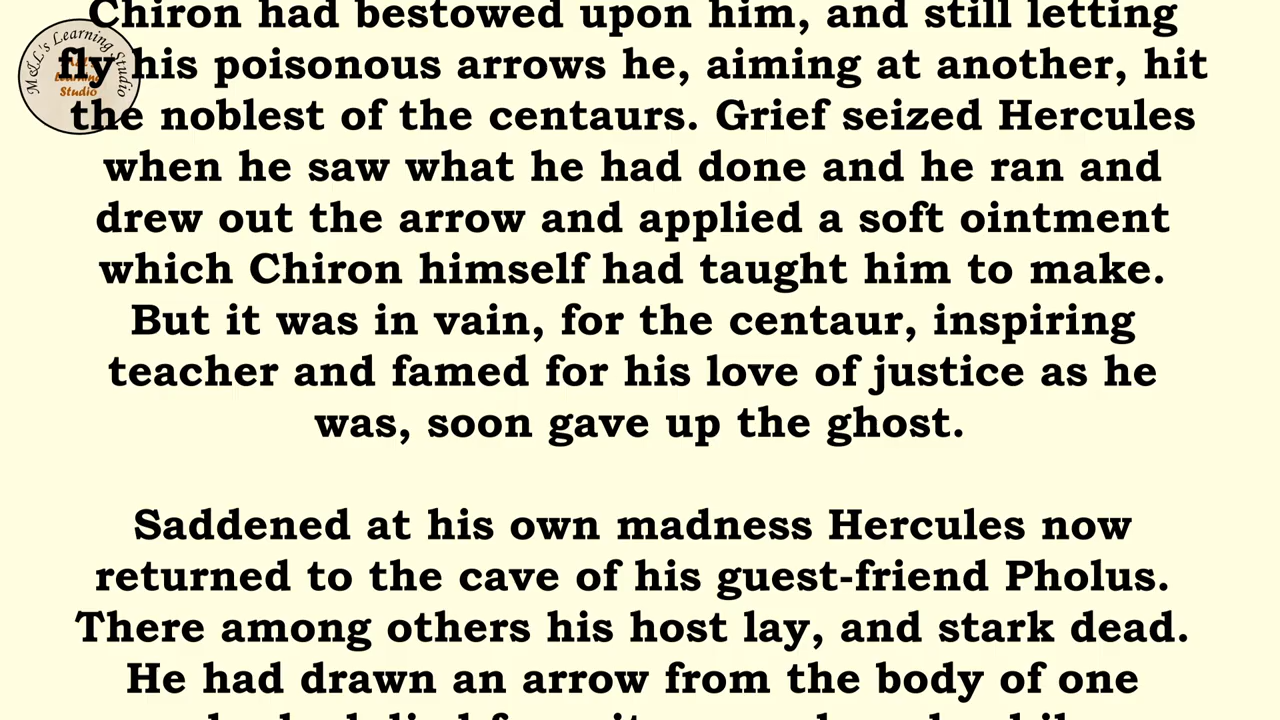 Chiron had bestowed upon him, and still letting
fly his poisonous arrows he, aiming at another, hit
the noblest of the centaurs. Grief seized Hercules
when he saw what he had done and he ran and
drew out the arrow and applied a soft ointment
which Chiron himself had taught him to make.
But it was in vain, for the centaur, inspiring
teacher and famed for his love of justice as he
was, soon gave up the ghost.
Saddened at his own madness Hercules now
returned to the cave of his guest-friend Pholus.
There among others his host lay, and stark dead.
He had drawn an arrow from the body of one
M&L's Learning Studio
Learning
Studio